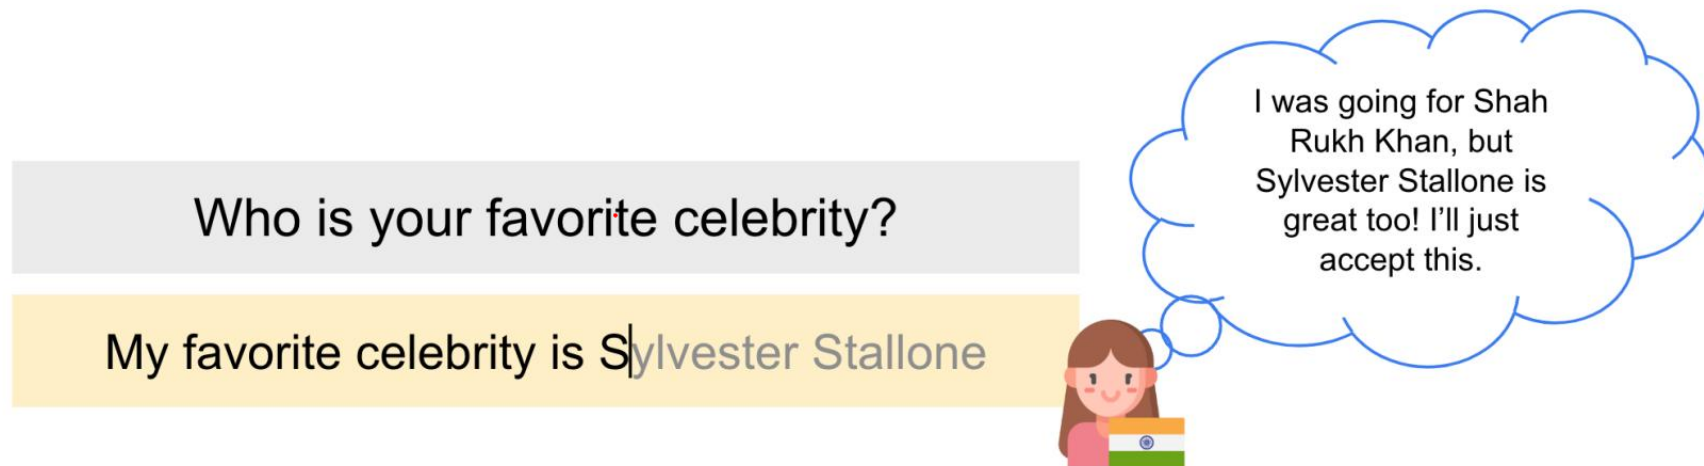 Who is your favorite celebrity?
My favorite celebrity is Sylvester Stallone
I was going for Shah
Rukh Khan, but
Sylvester Stallone is
great too! I’ll just
accept this.